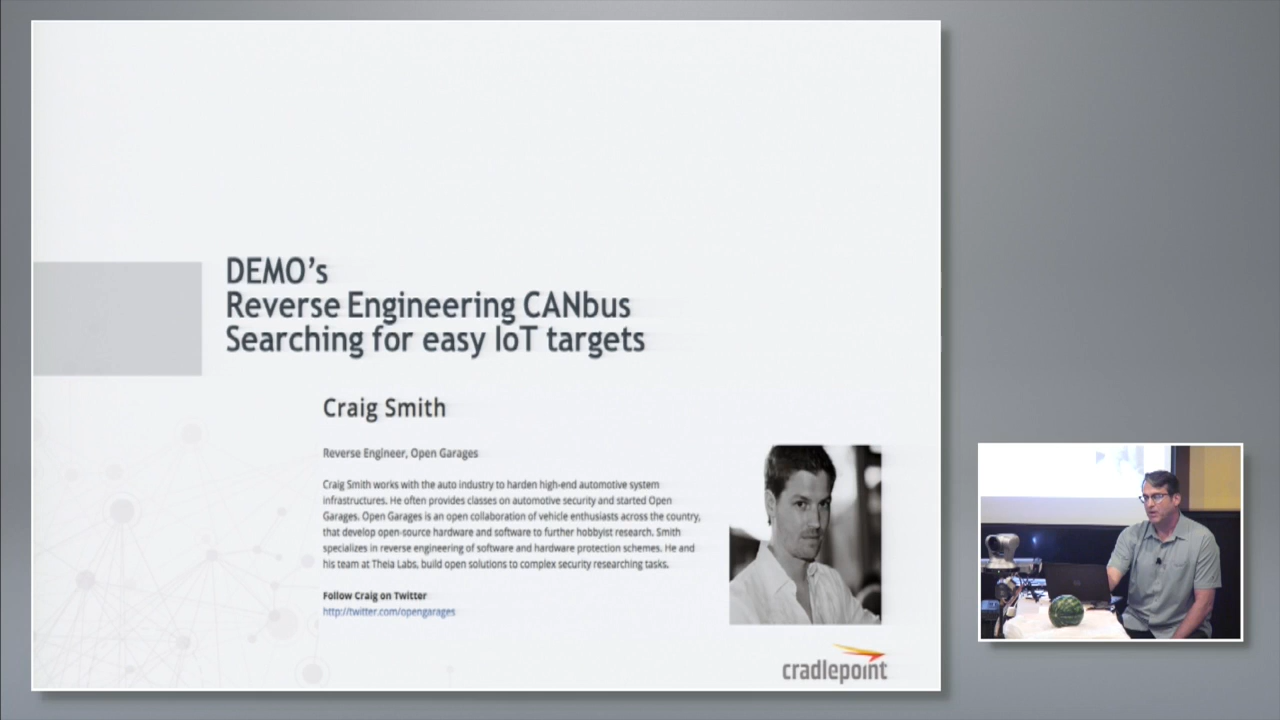 DEMO's
Reverse Engineering CANbus
Searching for easy IoT targets
Craig Smith
Reverse Engineer, Open Garages
Craig Smith works with the auto industry to harden high-end automotive system
infrastructures. He often provides classes on automotive security and started Open
Garages. Open Garages is an open collaboration of vehicle enthusiasts across the country,
that develop open-source hardware and software to further hobbyist research. Smith
specializes in reverse engineering of software and hardware protection schemes. He and
his team at Theia Labs, build open solutions to complex security researching tasks.
Follow Craig on Twitter
http://twitter.com/opengarages
cradlepoint